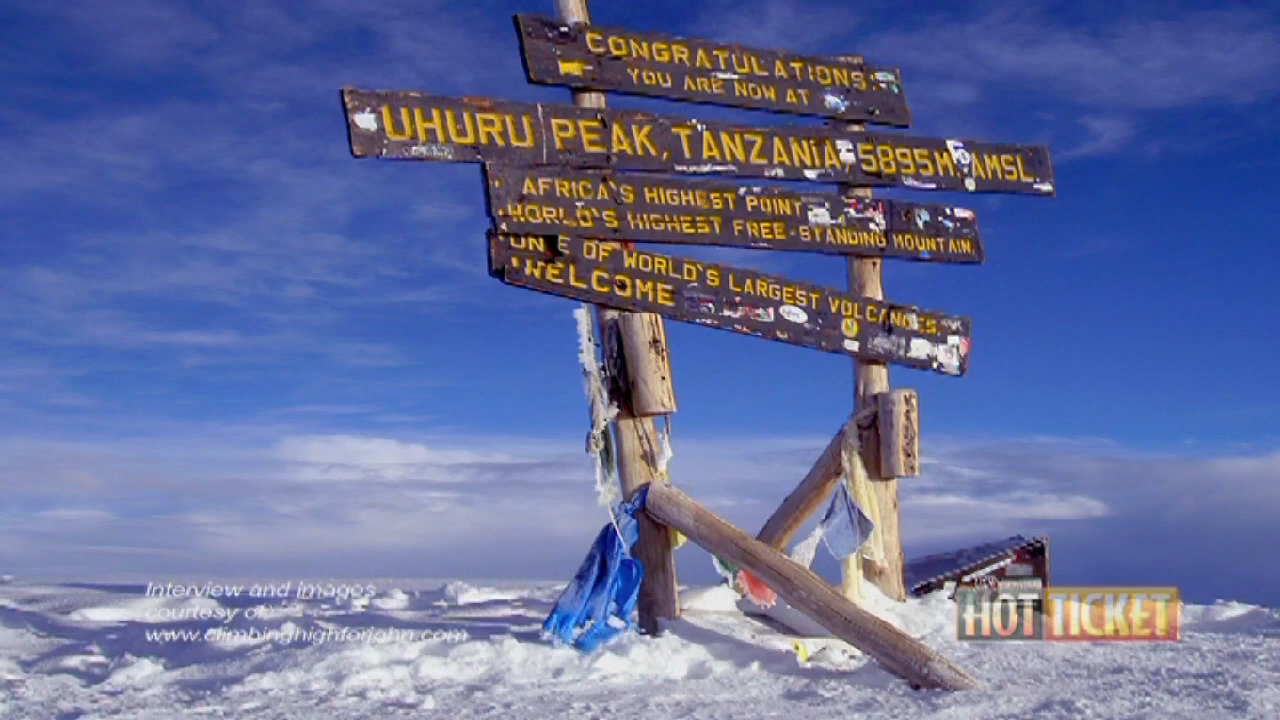 CONGRATULATIONS
YOU ARE NOW AT
UHURU PEAK, TANZANIA, 5895M. AMSL.
AFRICA'S HIGHEST POINT
WORLD'S HIGHEST FREE-STANDING MOUNTAIN.
ONE OF WORLD'S LARGEST VOLCANOES.
WELCOME
Interview and images
courtesy of:
www.climbinghighforjohn.com
HOT TICKET